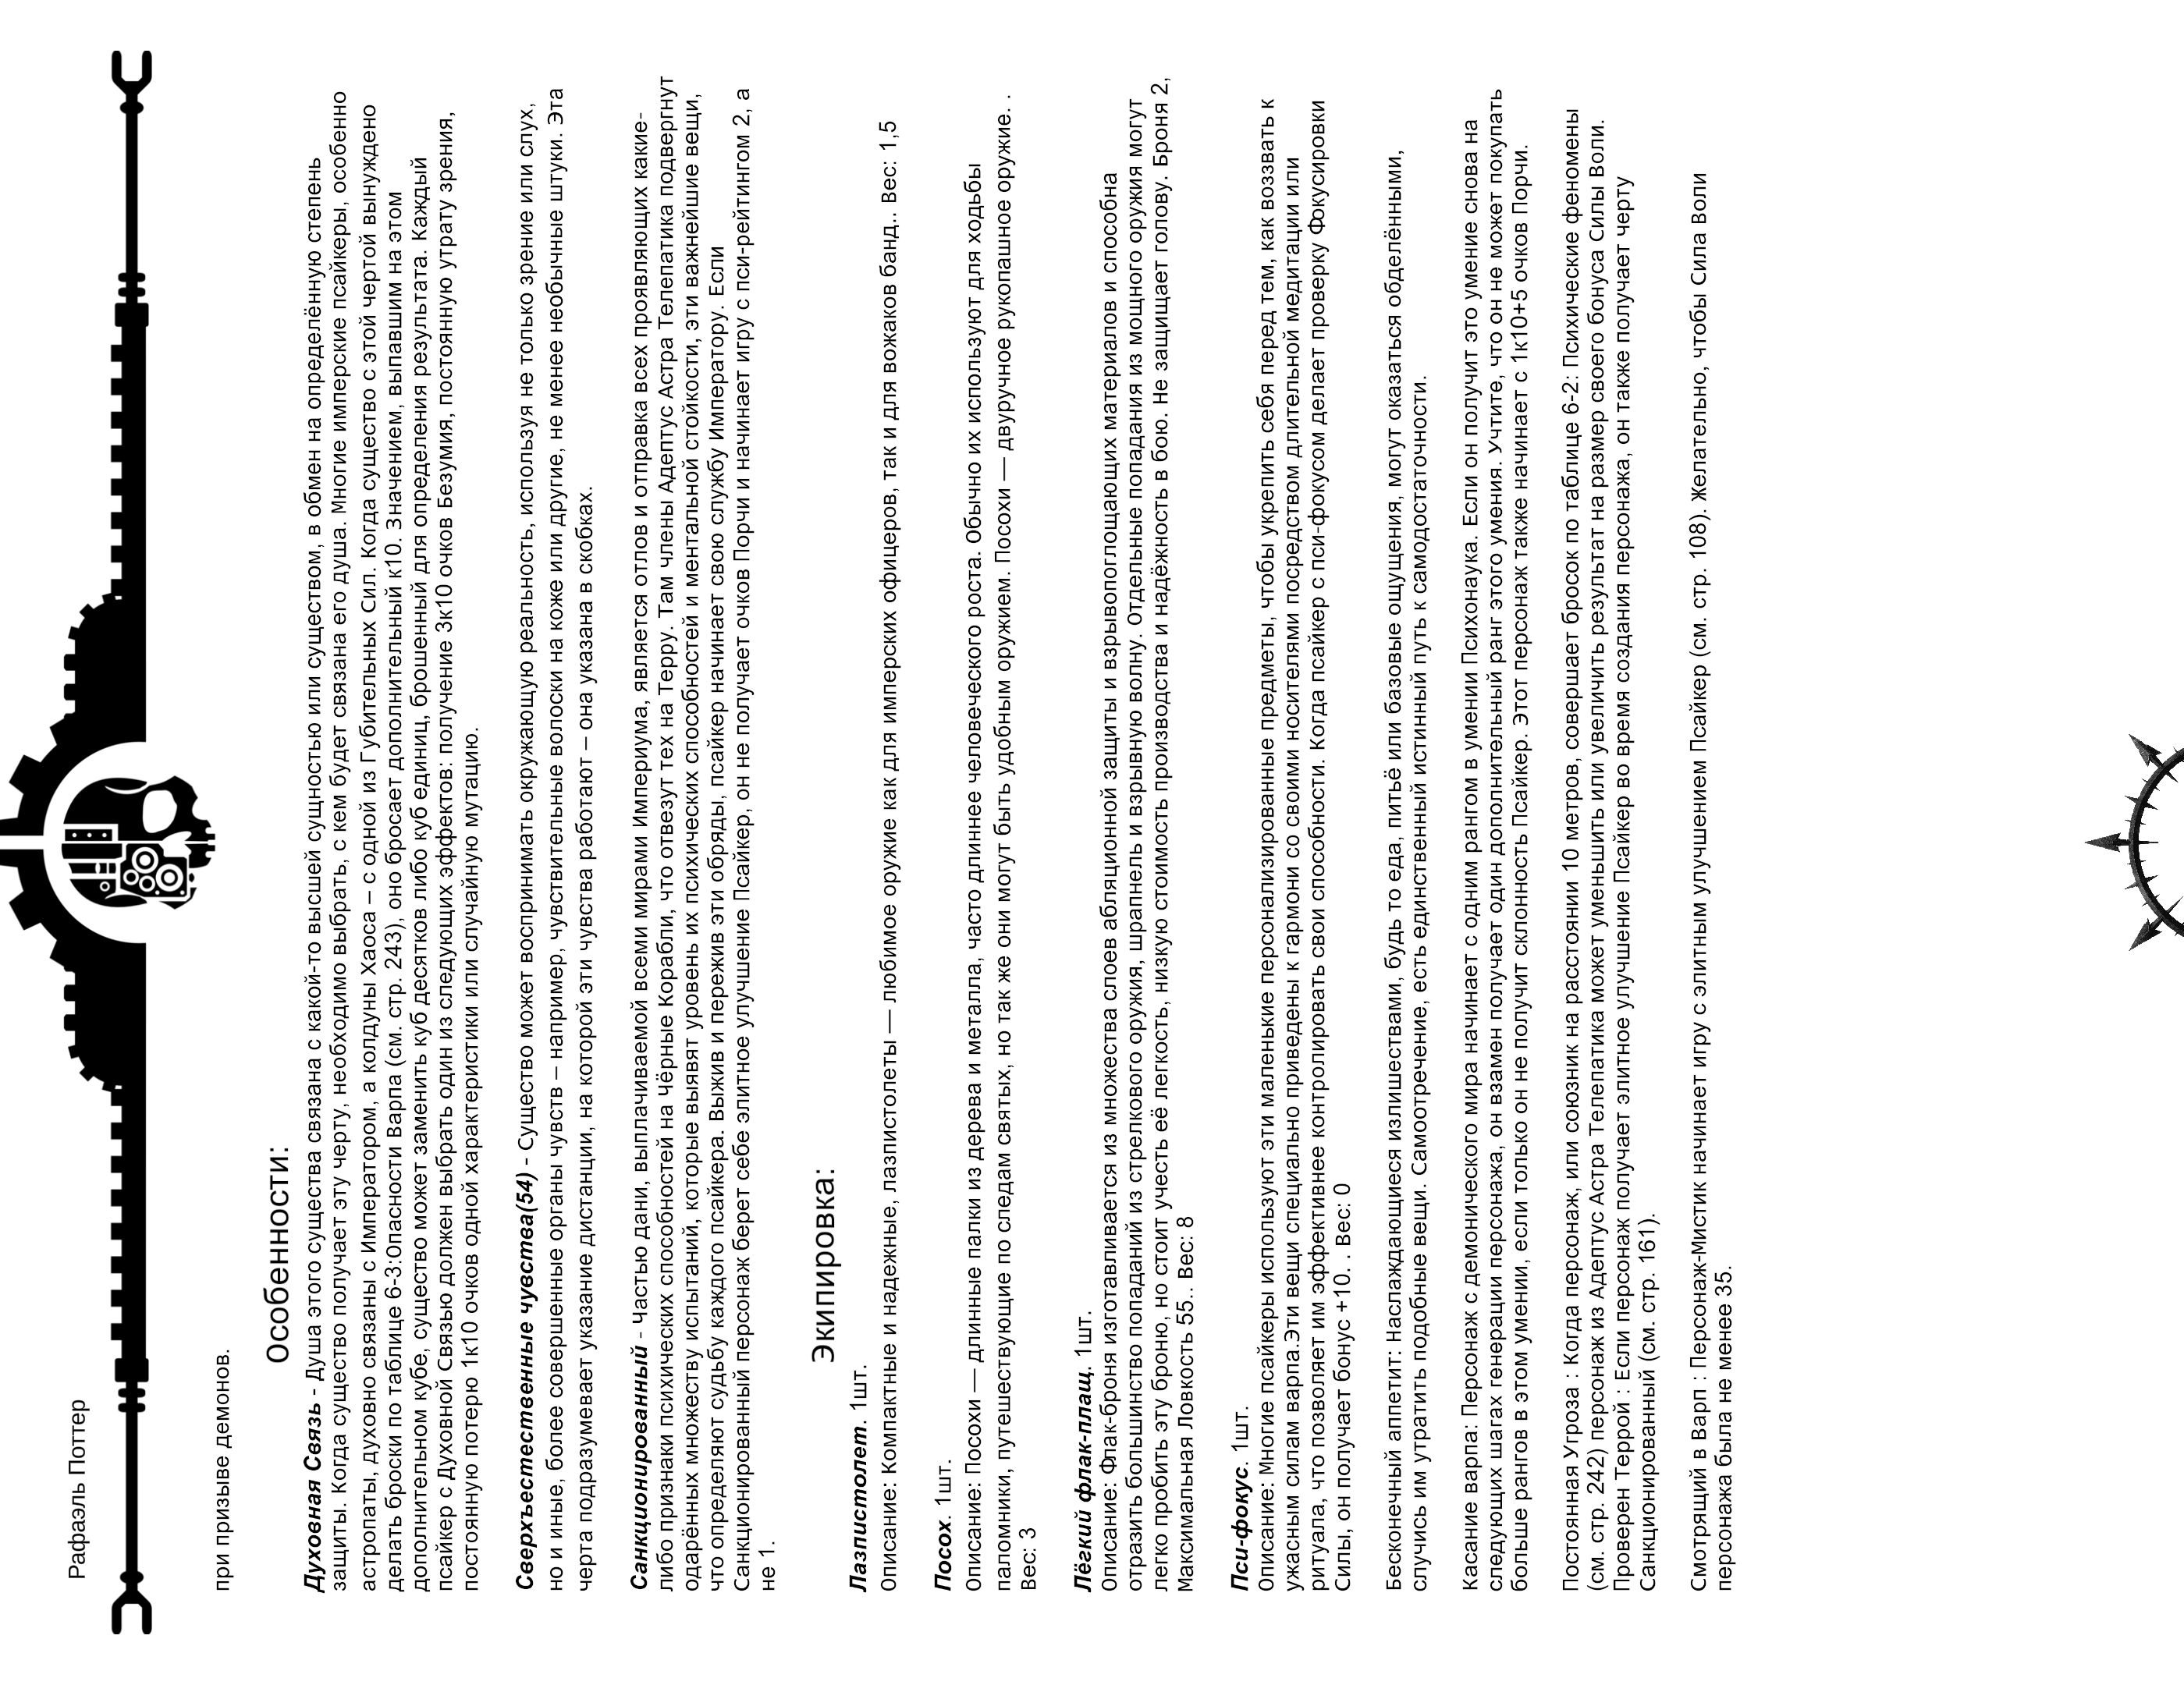 Рафаэль Поттер
при призыве демонов.
Особенности:
Духовная Связь - Душа этого существа связана с какой-то высшей сущностью или существом, в обмен на определённую степень
защиты. Когда существо получает эту черту, необходимо выбрать, с кем будет связана его душа. Многие имперские псайкеры, особенно
астропаты, духовно связаны с Императором, а колдуны Хаоса – с одной из Губительных Сил. Когда существо с этой чертой вынуждено
делать броски по таблице 6-3:Опасности Варпа (см. стр. 243), оно бросает дополнительный к10. Значением, выпавшим на этом
дополнительном кубе, существо может заменить куб десятков либо куб единиц, брошенный для определения результата. Каждый
псайкер с Духовной Связью должен выбрать один из следующих эффектов: получение 3к10 очков Безумия, постоянную утрату зрения,
постоянную потерю 1к10 очков одной характеристики или случайную мутацию.
Сверхъестественные чувства(54) - Существо может воспринимать окружающую реальность, используя не только зрение или слух,
но и иные, более совершенные органы чувств – например, чувствительные волоски на коже или другие, не менее необычные штуки. Эта
черта подразумевает указание дистанции, на которой эти чувства работают – она указана в скобках.
Санкционированный - Частью дани, выплачиваемой всеми мирами Империума, является отлов и отправка всех проявляющих какие-
либо признаки психических способностей на Чёрные Корабли, что отвезут тех на Терру. Там члены Адептус Астра Телепатика подвергнут
одарённых множеству испытаний, которые выявят уровень их психических способностей и ментальной стойкости, эти важнейшие вещи,
что определяют судьбу каждого псайкера. Выжив и пережив эти обряды, псайкер начинает свою службу Императору. Если
Санкционированный персонаж берет себе элитное улучшение Псайкер, он не получает очков Порчи и начинает игру с пси-рейтингом 2, а
не 1.
Экипировка:
Лазпистолет. 1шт.
Описание: Компактные и надежные, лазпистолеты — любимое оружие как для имперских офицеров, так и для вожаков банд.. Вес: 1,5
Посох. 1шт.
Описание: Посохи — длинные палки из дерева и металла, часто длиннее человеческого роста. Обычно их используют для ходьбы
паломники, путешествующие по следам святых, но так же они могут быть удобным оружием. Посохи — двуручное рукопашное оружие. .
Вес: 3
Лёгкий флак-плащ. 1шт.
Описание: Флак-броня изготавливается из множества слоев абляционной защиты и взрывопоглощающих материалов и способна
отразить большинство попаданий из стрелкового оружия, шрапнель и взрывную волну. Отдельные попадания из мощного оружия могут
легко пробить эту броню, но стоит учесть её легкость, низкую стоимость производства и надёжность в бою. Не защищает голову. Броня 2,
Максимальная Ловкость 55.. Вес: 8
Пси-фокус. 1шт.
Описание: Многие псайкеры используют эти маленькие персонализированные предметы, чтобы укрепить себя перед тем, как воззвать к
ужасным силам варпа.Эти вещи специально приведены к гармони со своими носителями посредством длительной медитации или
ритуала, что позволяет им эффективнее контролировать свои способности. Когда псайкер с пси-фокусом делает проверку Фокусировки
Силы, он получает бонус +10. . Вес: 0
Бесконечный аппетит: Наслаждающиеся излишествами, будь то еда, питьё или базовые ощущения, могут оказаться обделёнными,
случись им утратить подобные вещи. Самоотречение, есть единственный истинный путь к самодостаточности.
Касание варпа: Персонаж с демонического мира начинает с одним рангом в умении Психонаука. Если он получит это умение снова на
следующих шагах генерации персонажа, он взамен получает один дополнительный ранг этого умения. Учтите, что он не может покупать
больше рангов в этом умении, если только он не получит склонность Псайкер. Этот персонаж также начинает с 1к10+5 очков Порчи.
Постоянная Угроза : Когда персонаж, или союзник на расстоянии 10 метров, совершает бросок по таблице 6-2: Психические феномены
(см. стр. 242) персонаж из Адептус Астра Телепатика может уменьшить или увеличить результат на размер своего бонуса Силы Воли.
Проверен Террой : Если персонаж получает элитное улучшение Псайкер во время создания персонажа, он также получает черту
Санкционированный (см. стр. 161).
Смотрящий в Варп : Персонаж-Мистик начинает игру с элитным улучшением Псайкер (см. стр. 108). Желательно, чтобы Сила Воли
персонажа была не менее 35.